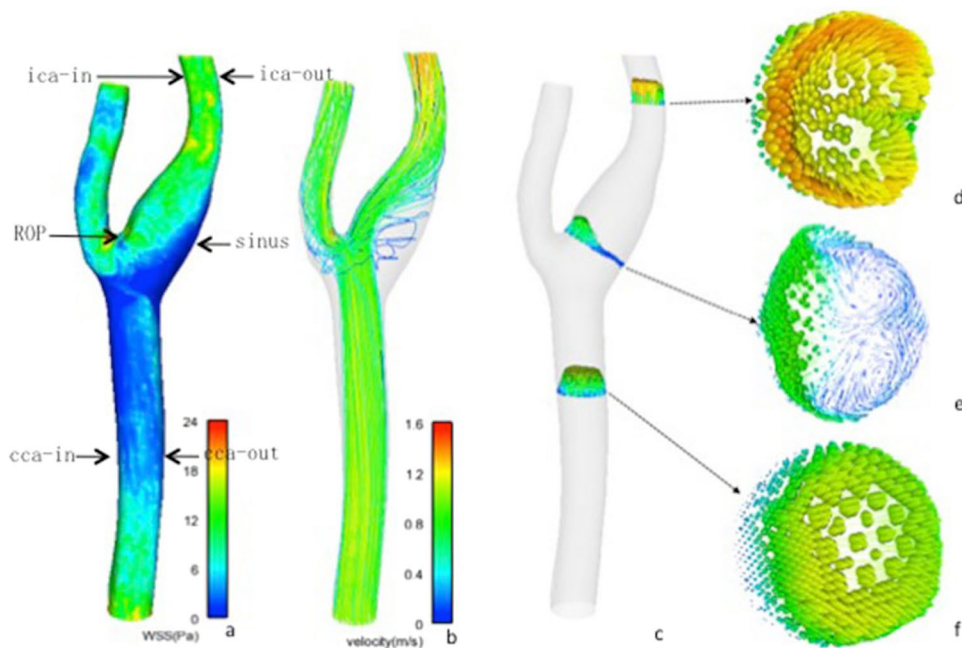 ica-in
ica-out
ROP
sinus
cca-in
cca-out
24
18
12
6
0
WSS(Pa)
a
1.6
1.2
0.8
0.4
0
velocity(m/s)
b
c
d
e
f